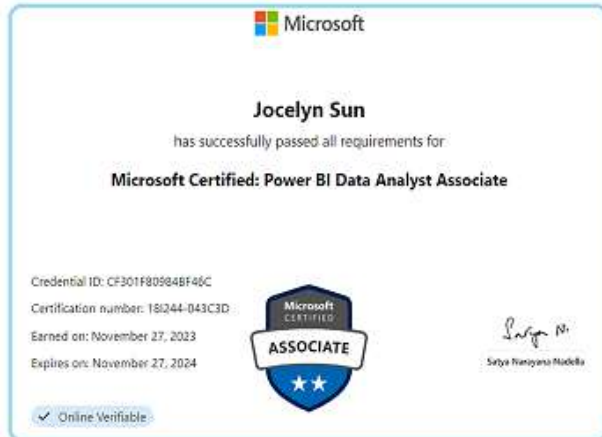 Microsoft
Jocelyn Sun
has successfully passed all requirements for
Microsoft Certified: Power BI Data Analyst Associate
Credential ID: CF301F80984BF46C
Certification number: 18I244-043C3D
Earned on: November 27, 2023
Expires on: November 27, 2024
Microsoft
CERTIFIED
ASSOCIATE
Satya N.
Satya Narayana Nadella
Online Verifiable